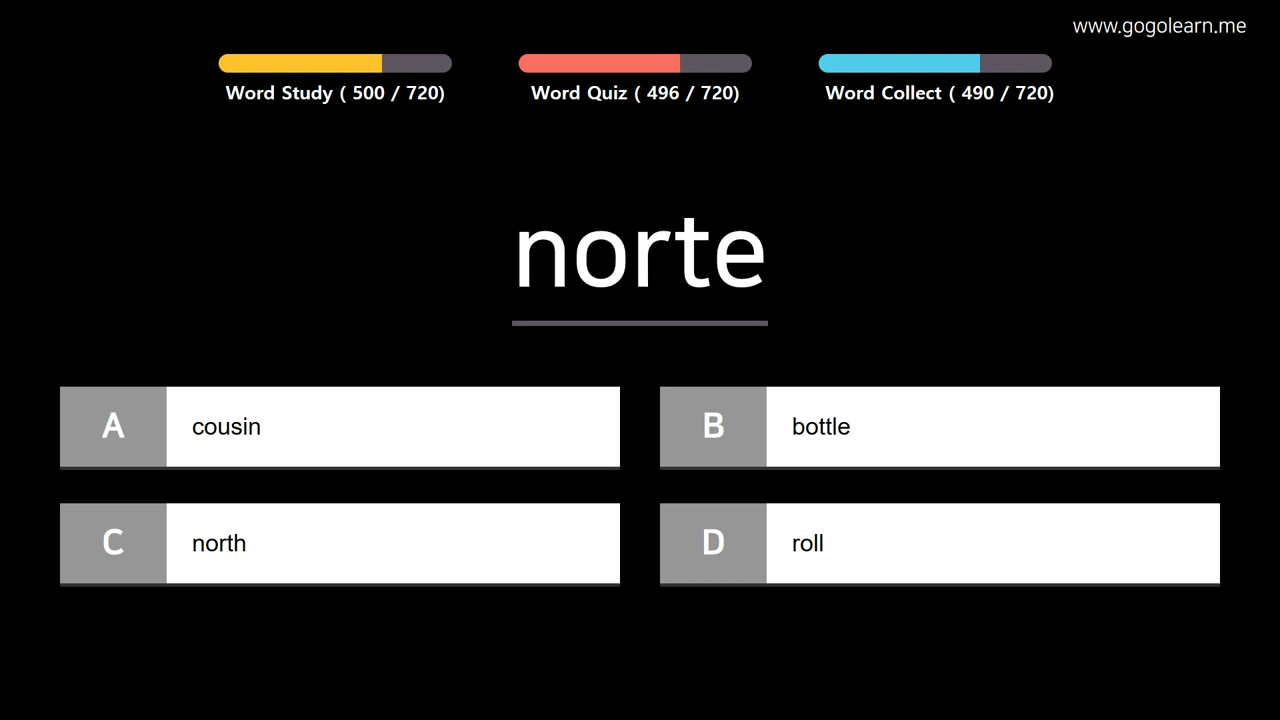 www.gogolearn.me
Word Study ( 500 / 720)
Word Quiz ( 496 / 720)
Word Collect ( 490 / 720)
norte
A cousin
B bottle
C north
D roll